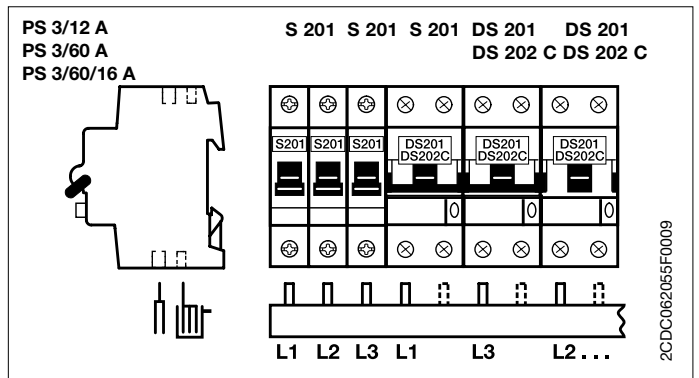 PS 3/12 A
PS 3/60 A
PS 3/60/16 A
S 201 S 201 S 201 DS 201 DS 201
DS 202 C DS 202 C
S201 S201 S201 DS201 DS201 DS201
DS202C DS202C DS202C
L1 L2 L3 L1 L3 L2 . . .
2CDC062055F0009